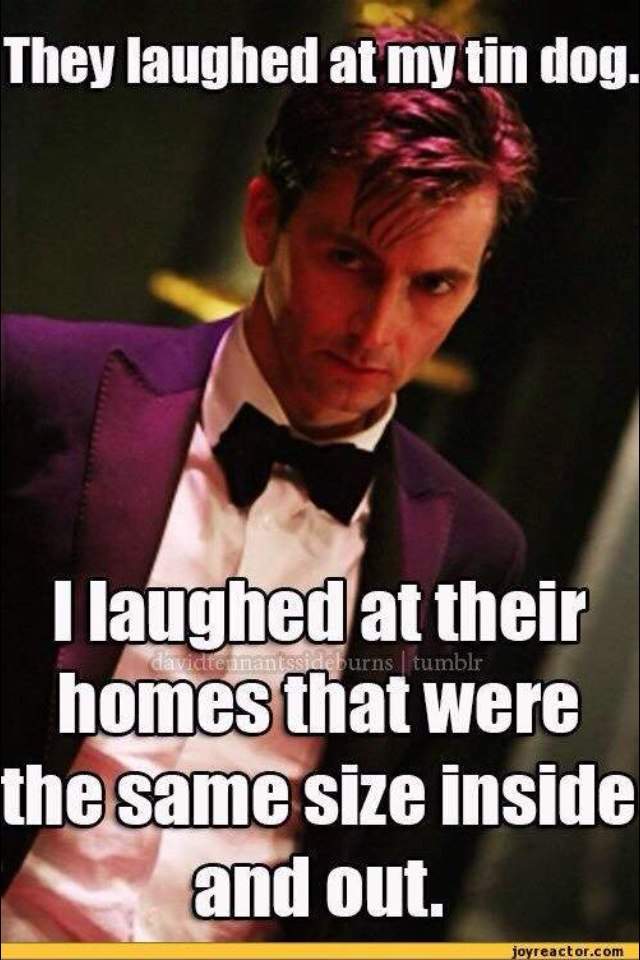 They laughed at my tin dog.
I laughed at their
davidtennantssideburns | tumblr
homes that were
the same size inside
and out.
joyreactor.com